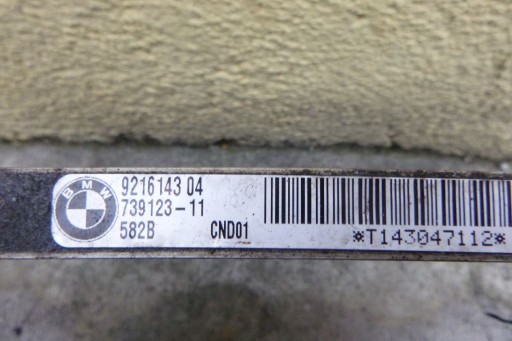 BMW
9216143 04
739123-11
582B
CND01
*T143047112*